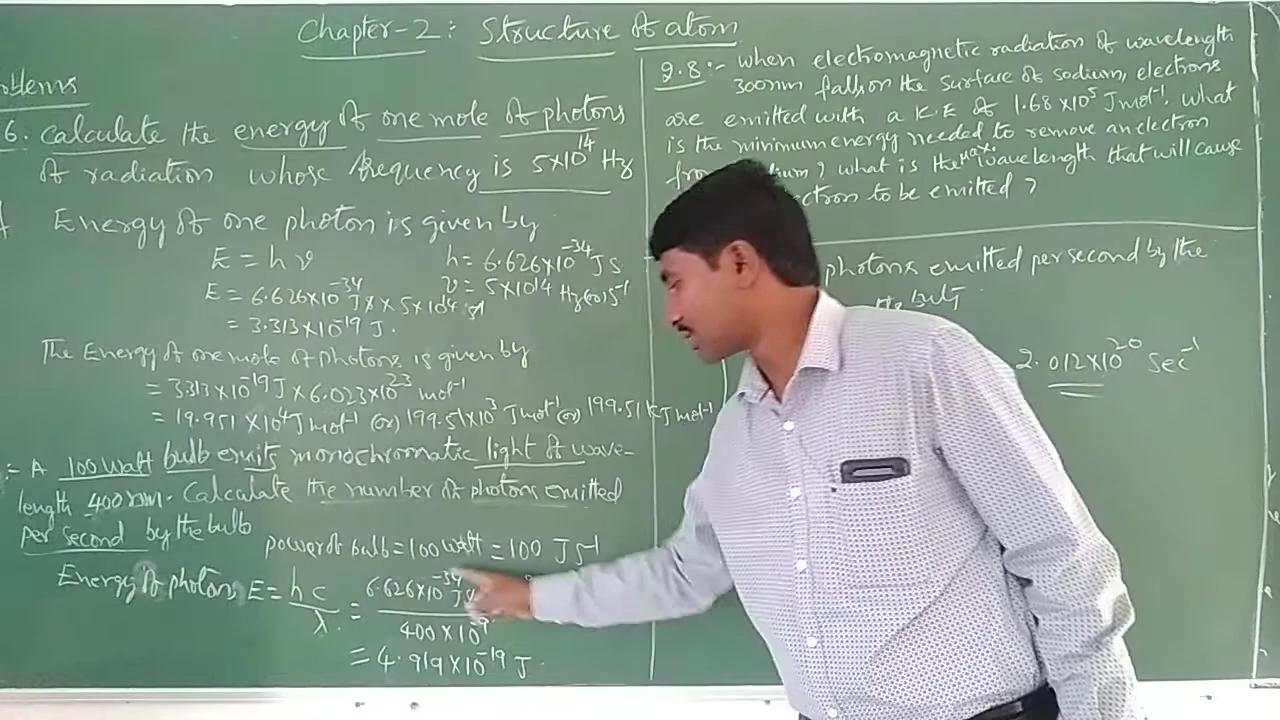 Chapter-2: Structure of atom
oblems
6. calculate the energy of one mole of photons
of radiation whose frequency is 5×10¹⁴ Hz
Energy of one photon is given by
E = hν h = 6.626×10⁻³⁴ JS
E = 6.626×10⁻³⁴ J × 5×10¹⁴ ν = 5×10¹⁴ Hz (or) S⁻¹
= 3.313×10⁻¹⁹ J.
The Energy of one mole of photons is given by
= 3.313×10⁻¹⁹ J × 6.023×10²³ mol⁻¹
= 19.951 ×10⁴ J mol⁻¹ (or) 199.51×10³ J mol⁻¹ (or) 199.51 KJ mol⁻¹
:- A 100 watt bulb emits monochromatic light of wave-
length 400 nm. Calculate the number of photons emitted
per second by the bulb
power of bulb = 100 watt = 100 J S⁻¹
Energy of photon, E = hc/λ = 6.626×10⁻³⁴ JS / 400×10⁻⁹
= 4.919×10⁻¹⁹ J.
2.8:- when electromagnetic radiation of wavelength
300nm falls on the surface of sodium, electrons
are emitted with a K.E of 1.68×10⁵ J mol⁻¹. What
is the minimum energy needed to remove an electron
from dium? what is the Max. wavelength that will cause
ctron to be emitted?
photons emitted per second by the
bulb
2.012×10²⁰ Sec⁻¹